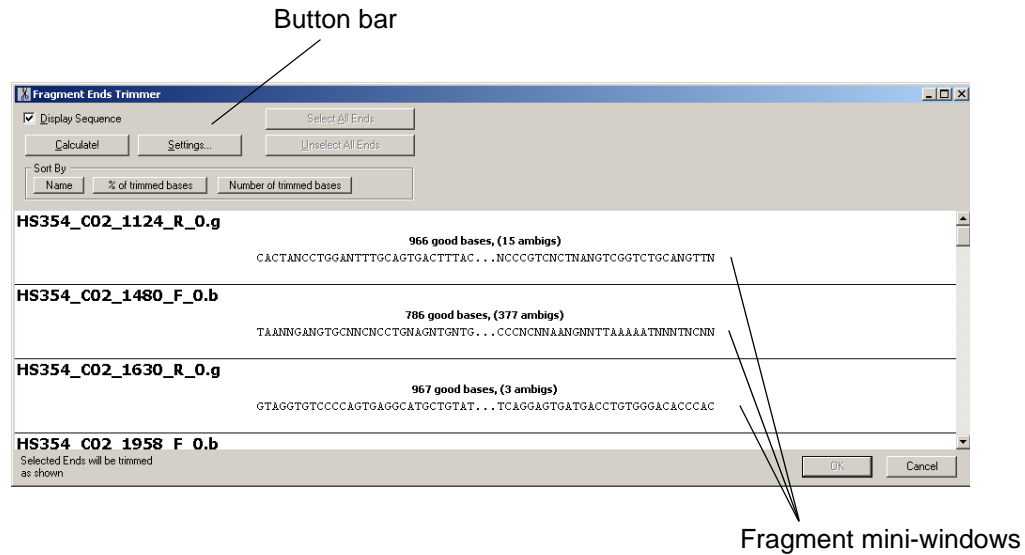 Button bar
Fragment Ends Trimmer
Display Sequence
Select All Ends
Calculate!
Settings...
Unselect All Ends
Sort By
Name
% of trimmed bases
Number of trimmed bases
HS354_C02_1124_R_0.g
966 good bases, (15 ambigs)
CACTANCCTGGANTTTGCAGTGACTTTAC...NCCCGTCNCTNANGTCGGTCTGCANGTTN
HS354_C02_1480_F_0.b
786 good bases, (377 ambigs)
TAANNGANGTGCNNCNCCTGNAGNTGNTG...CCCNCNNAANGNNTTAAAAATNNNTNCNN
HS354_C02_1630_R_0.g
967 good bases, (3 ambigs)
GTAGGTGTCCCCAGTGAGGCATGCTGTAT...TCAGGAGTGATGACCTGTGGGACACCCAC
HS354_C02_1958_F_0.b
Selected Ends will be trimmed
as shown
OK
Cancel
Fragment mini-windows